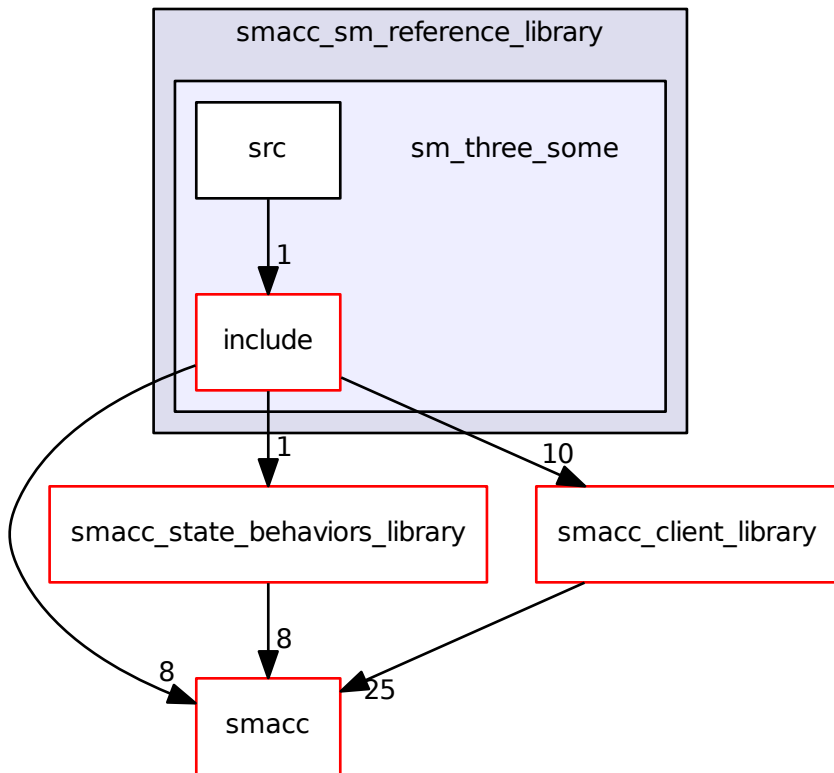 smacc_sm_reference_library
src
sm_three_some
1
include
1
10
smacc_state_behaviors_library
smacc_client_library
8
8
25
smacc